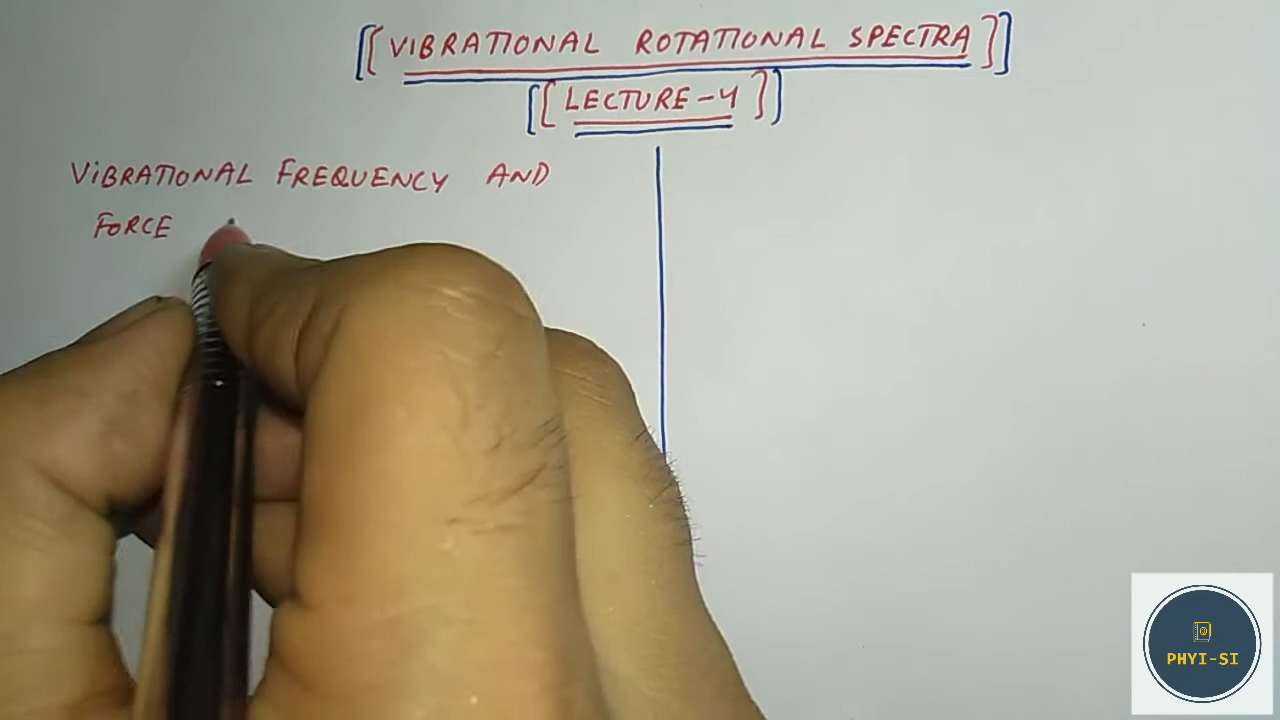 [[VIBRATIONAL ROTATIONAL SPECTRA]]
[[LECTURE-4]]
VIBRATIONAL FREQUENCY AND
FORCE
PHYI-SI